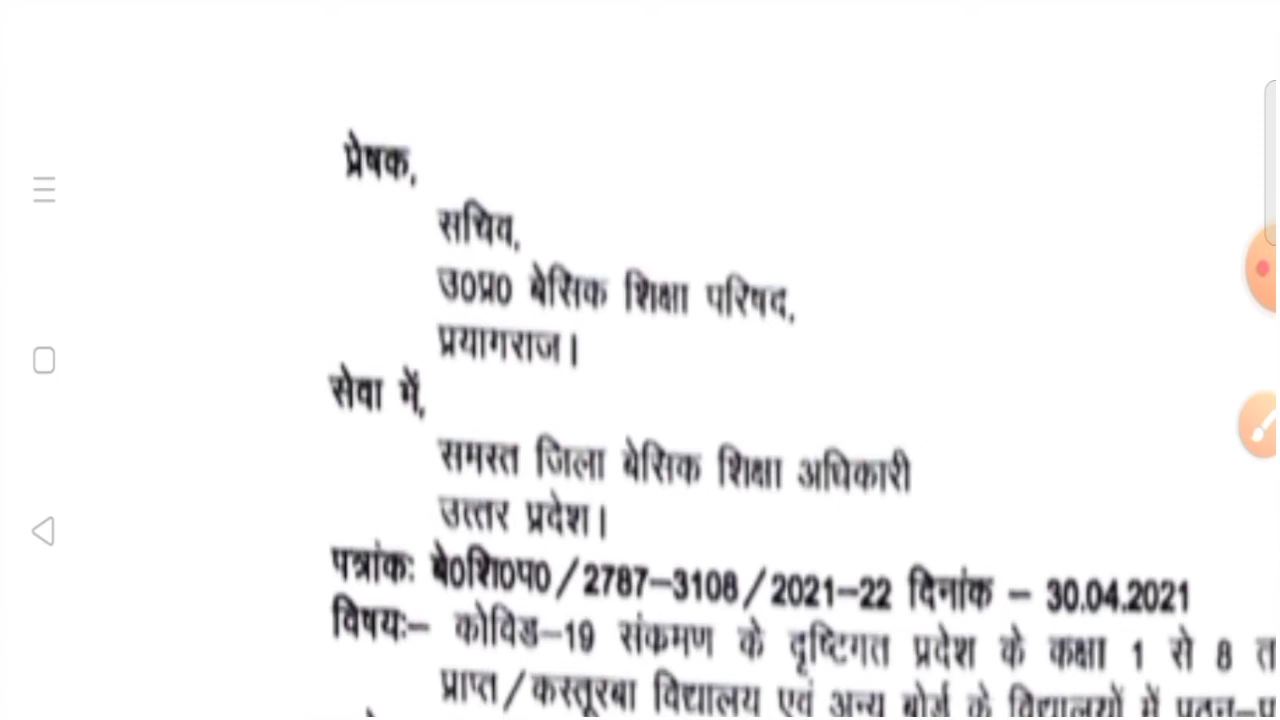 प्रेषक,
सचिव,
उ0प्र0 बेसिक शिक्षा परिषद,
प्रयागराज।
सेवा में,
समस्त जिला बेसिक शिक्षा अधिकारी
उत्तर प्रदेश।
पत्रांकः बे0शि0प0/2787-3108/2021-22 दिनांक - 30.04.2021
विषयः- कोविड-19 संक्रमण के दृष्टिगत प्रदेश के कक्षा 1 से 8
प्राप्त/कस्तूरबा विद्यालय एवं अन्य बोर्ड के विद्यालयों में